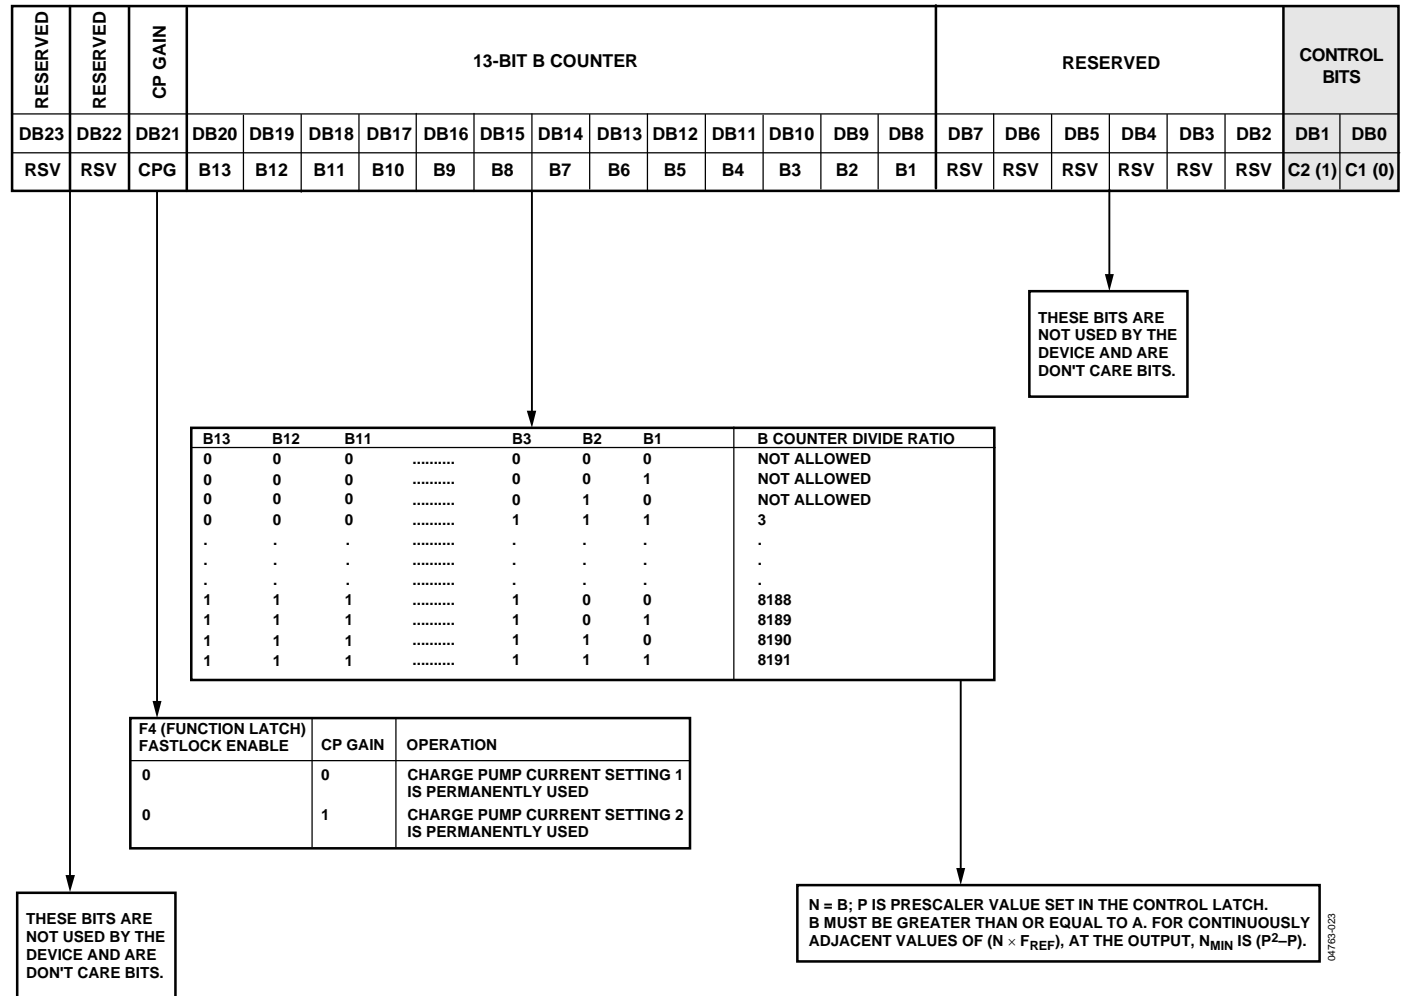 RESERVED RESERVED CP GAIN 13-BIT B COUNTER RESERVED CONTROL BITS
DB23 DB22 DB21 DB20 DB19 DB18 DB17 DB16 DB15 DB14 DB13 DB12 DB11 DB10 DB9 DB8 DB7 DB6 DB5 DB4 DB3 DB2 DB1 DB0
RSV RSV CPG B13 B12 B11 B10 B9 B8 B7 B6 B5 B4 B3 B2 B1 RSV RSV RSV RSV RSV RSV C2 (1) C1 (0)
THESE BITS ARE
NOT USED BY THE
DEVICE AND ARE
DON'T CARE BITS.
B13 B12 B11 B3 B2 B1 B COUNTER DIVIDE RATIO
0 0 0 .......... 0 0 0 NOT ALLOWED
0 0 0 .......... 0 0 1 NOT ALLOWED
0 0 0 .......... 0 1 0 NOT ALLOWED
0 0 0 .......... 1 1 1 3
. . . .......... . . . .
. . . .......... . . . .
. . . .......... . . . .
1 1 1 .......... 1 0 0 8188
1 1 1 .......... 1 0 1 8189
1 1 1 .......... 1 1 0 8190
1 1 1 .......... 1 1 1 8191
F4 (FUNCTION LATCH)
FASTLOCK ENABLE CP GAIN OPERATION
0 0 CHARGE PUMP CURRENT SETTING 1
IS PERMANENTLY USED
0 1 CHARGE PUMP CURRENT SETTING 2
IS PERMANENTLY USED
THESE BITS ARE
NOT USED BY THE
DEVICE AND ARE
DON'T CARE BITS.
N = B; P IS PRESCALER VALUE SET IN THE CONTROL LATCH.
B MUST BE GREATER THAN OR EQUAL TO A. FOR CONTINUOUSLY
ADJACENT VALUES OF (N × F_REF), AT THE OUTPUT, N_MIN IS (P²–P).
04763-023